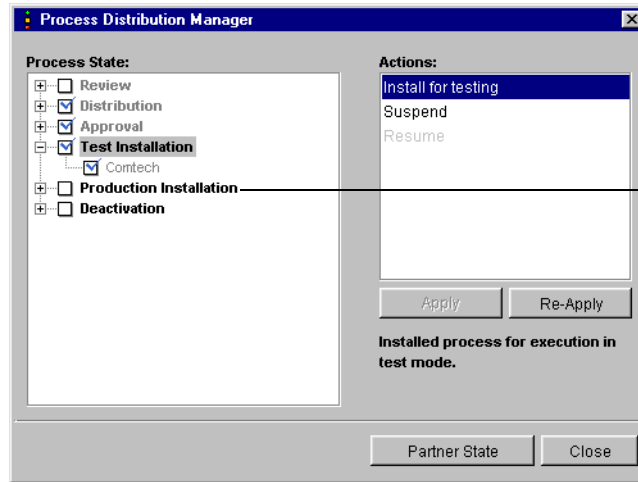 Process Distribution Manager
Process State:
Review
Distribution
Approval
Test Installation
Comtech
Production Installation
Deactivation
Actions:
Install for testing
Suspend
Resume
Apply
Re-Apply
Installed process for execution in
test mode.
Partner State
Close